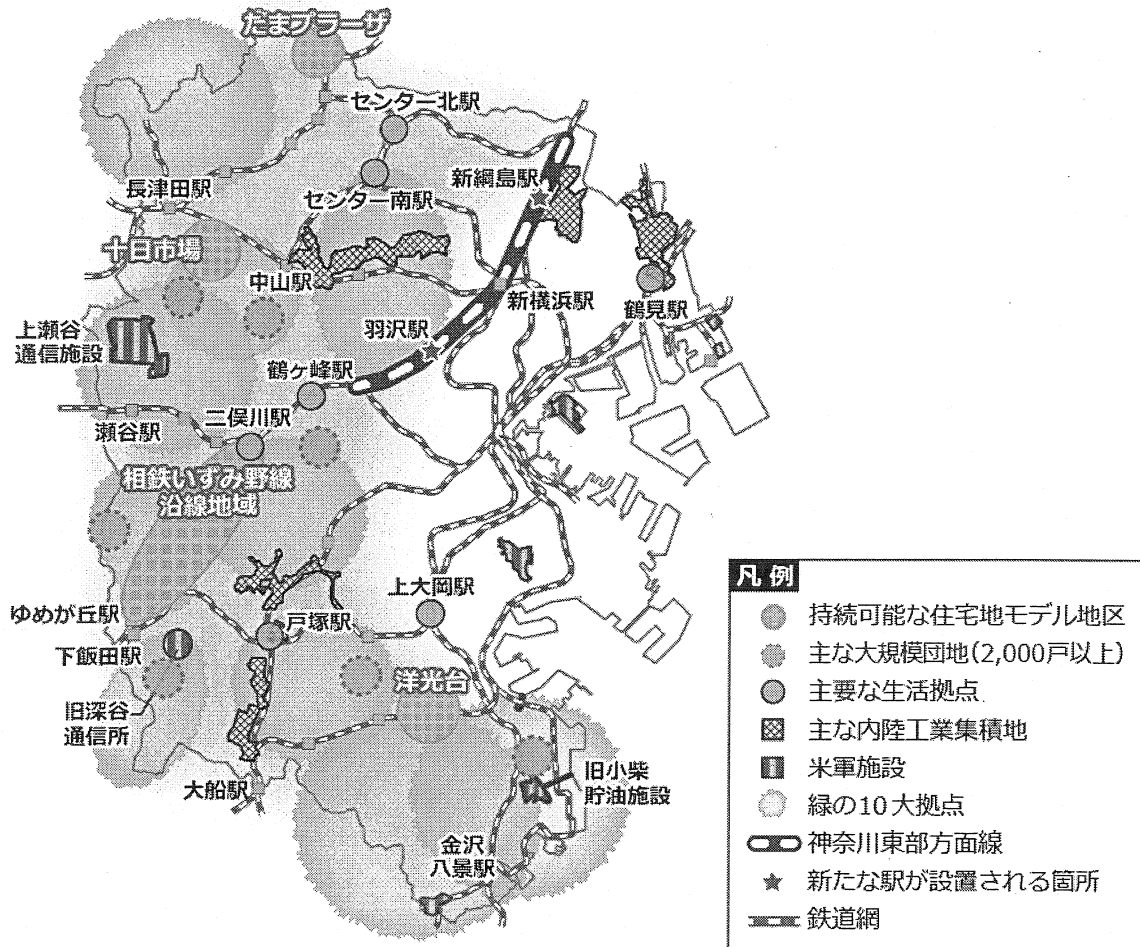 たまプラーザ
センター北駅
新綱島駅
長津田駅
センター南駅
十日市場
中山駅
新横浜駅
鶴見駅
上瀬谷
通信施設
羽沢駅
鶴ヶ峰駅
二俣川駅
瀬谷駅
相鉄いずみ野線
沿線地域
上大岡駅
ゆめが丘駅
戸塚駅
下飯田駅
洋光台
旧深谷
通信所
大船駅
旧小柴
貯油施設
金沢
八景駅
凡例
持続可能な住宅地モデル地区
主な大規模団地(2,000戸以上)
主要な生活拠点
主な内陸工業集積地
米軍施設
緑の10大拠点
神奈川東部方面線
新たな駅が設置される箇所
鉄道網